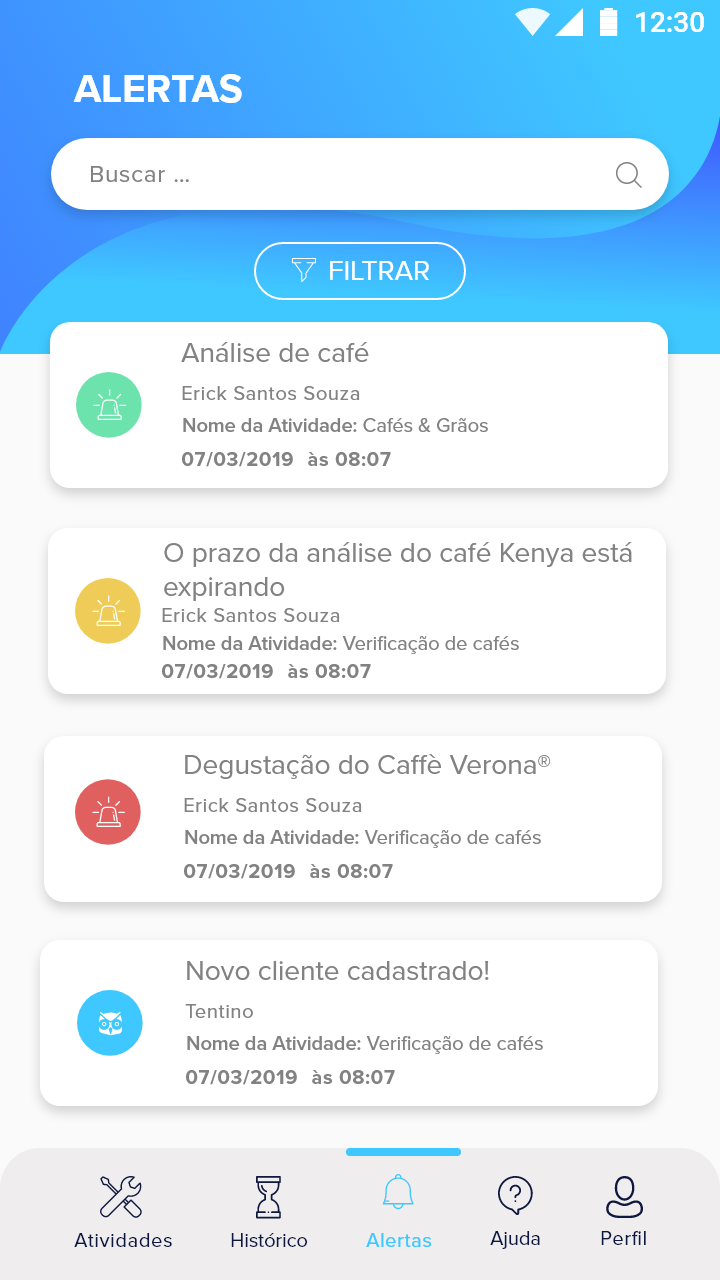 12:30
ALERTAS
Buscar ...
FILTRAR
Análise de café
Erick Santos Souza
Nome da Atividade: Cafés & Grãos
07/03/2019 às 08:07
O prazo da análise do café Kenya está
expirando
Erick Santos Souza
Nome da Atividade: Verificação de cafés
07/03/2019 às 08:07
Degustação do Caffè Verona®
Erick Santos Souza
Nome da Atividade: Verificação de cafés
07/03/2019 às 08:07
Novo cliente cadastrado!
Tentino
Nome da Atividade: Verificação de cafés
07/03/2019 às 08:07
Atividades Histórico Alertas Ajuda Perfil